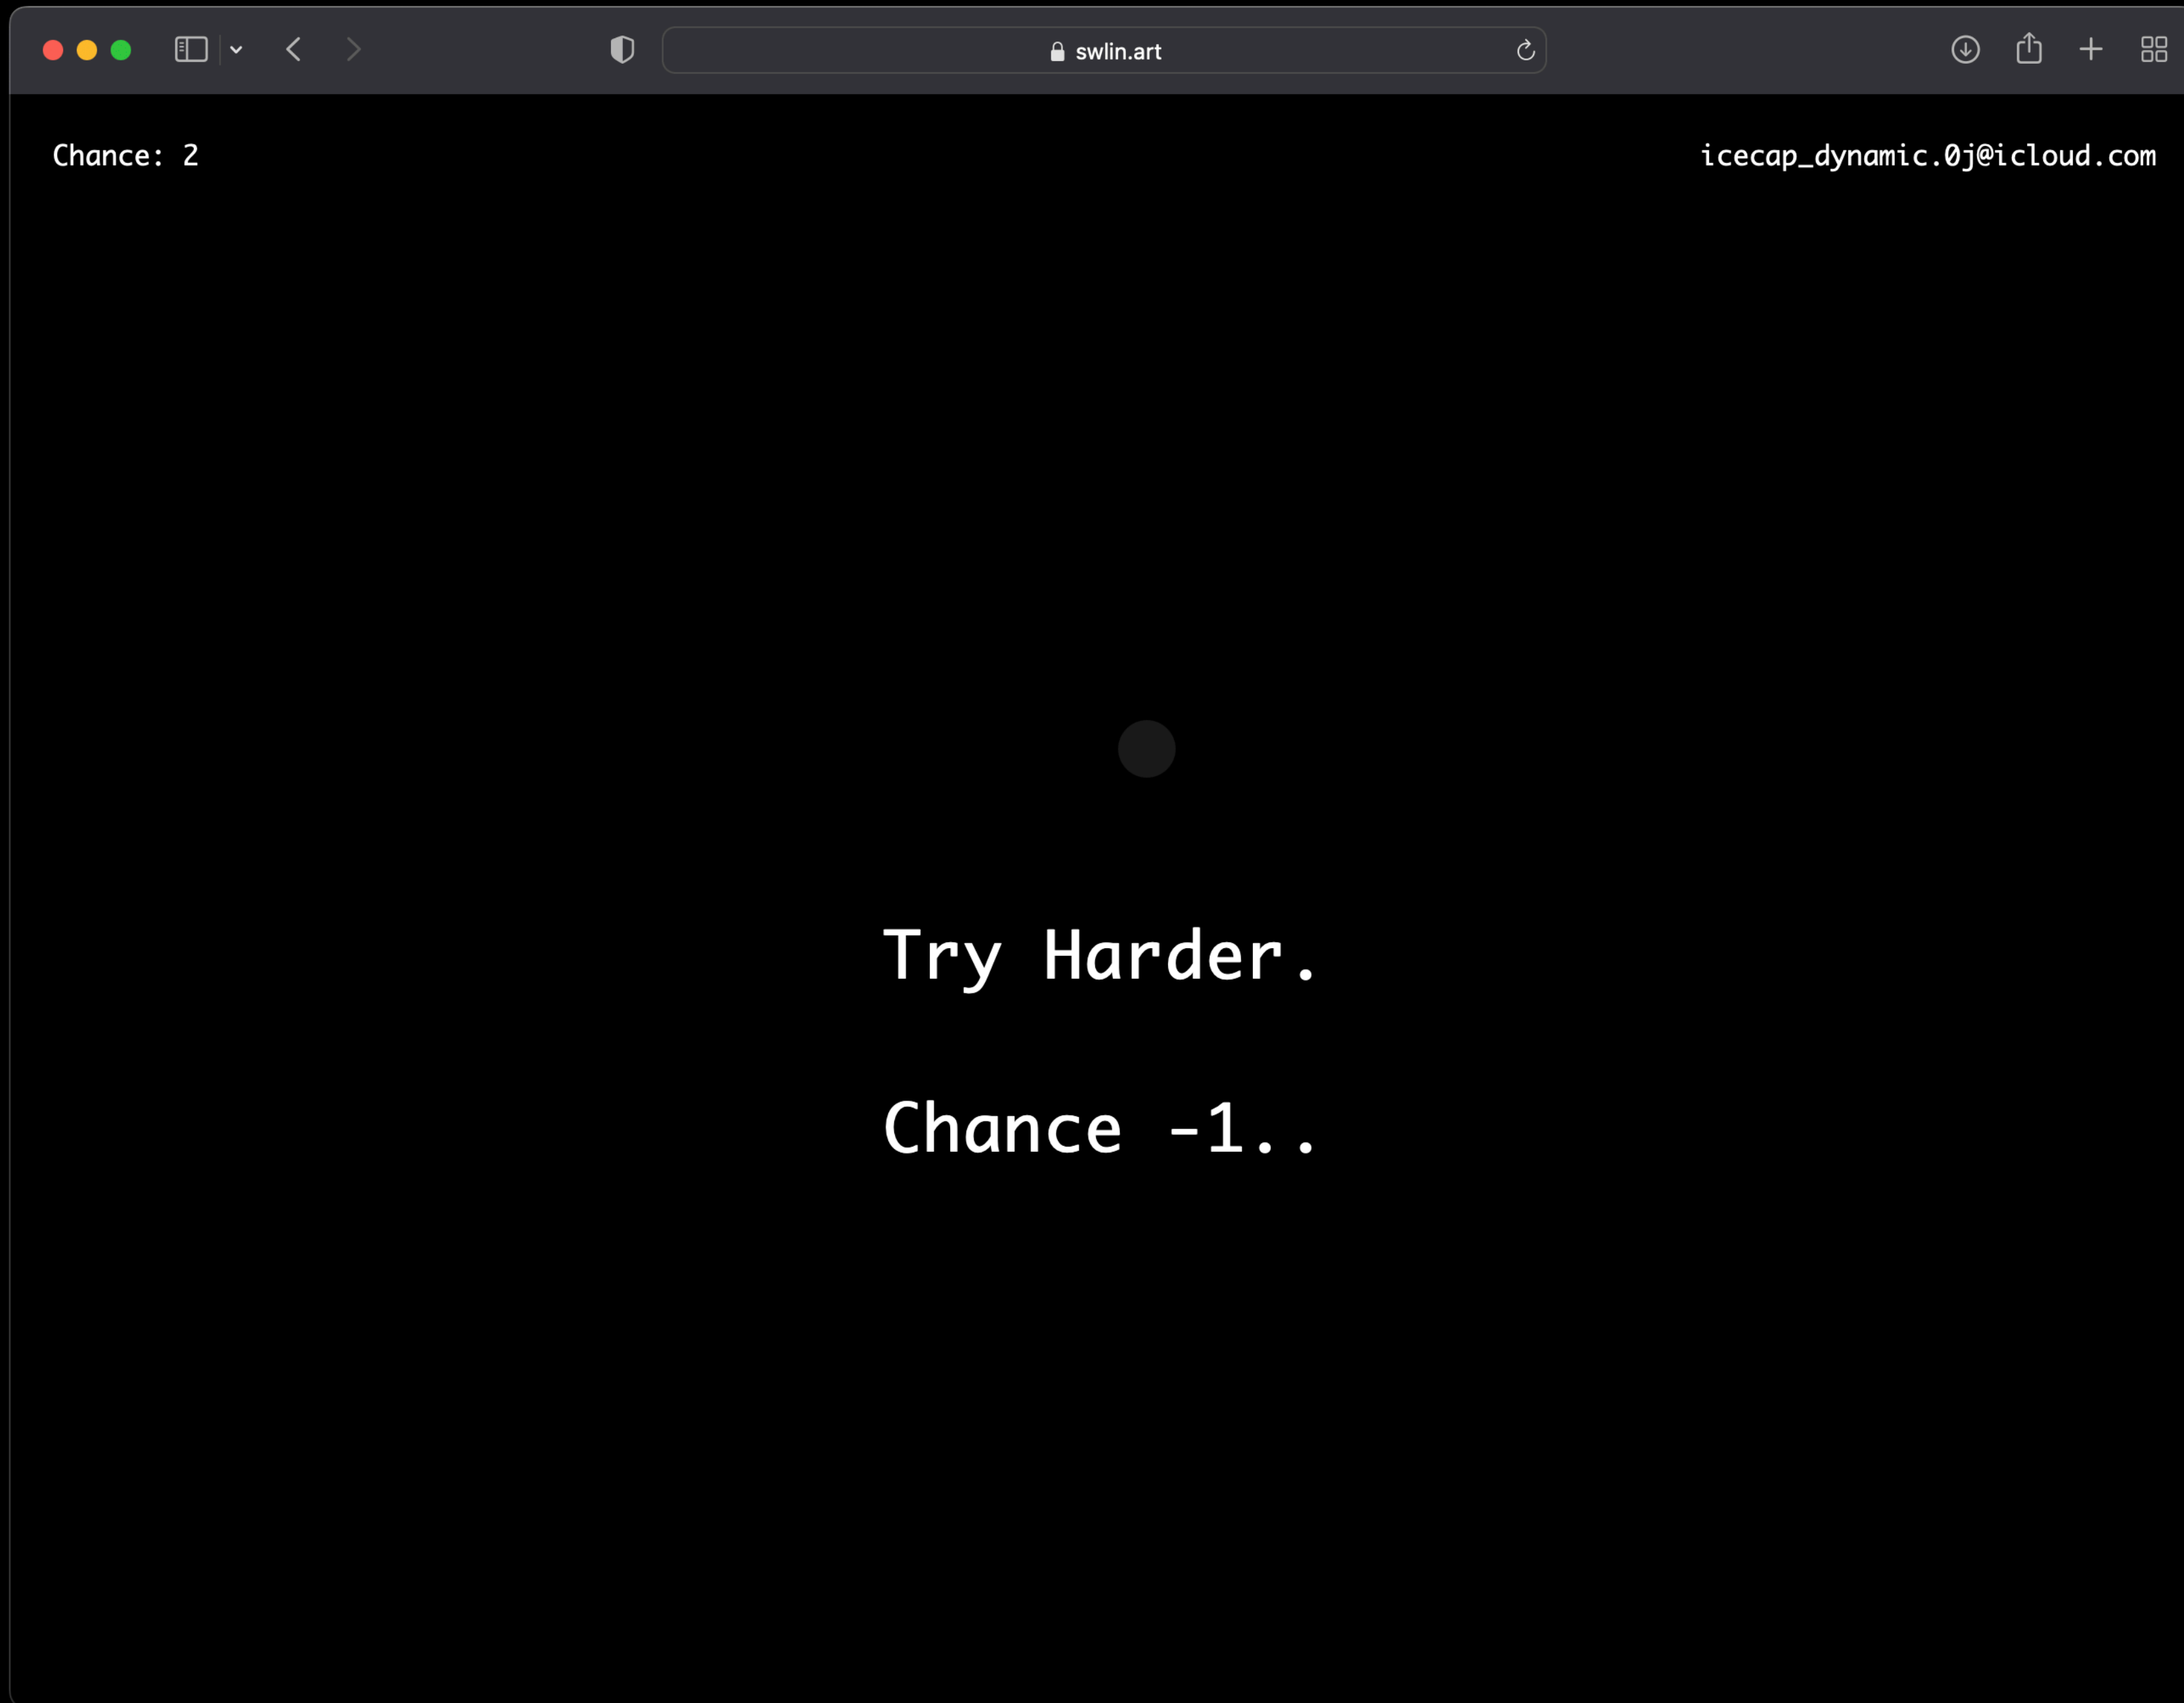 swlin.art
Chance: 2
icecap_dynamic.0j@icloud.com
Try Harder.
Chance -1..